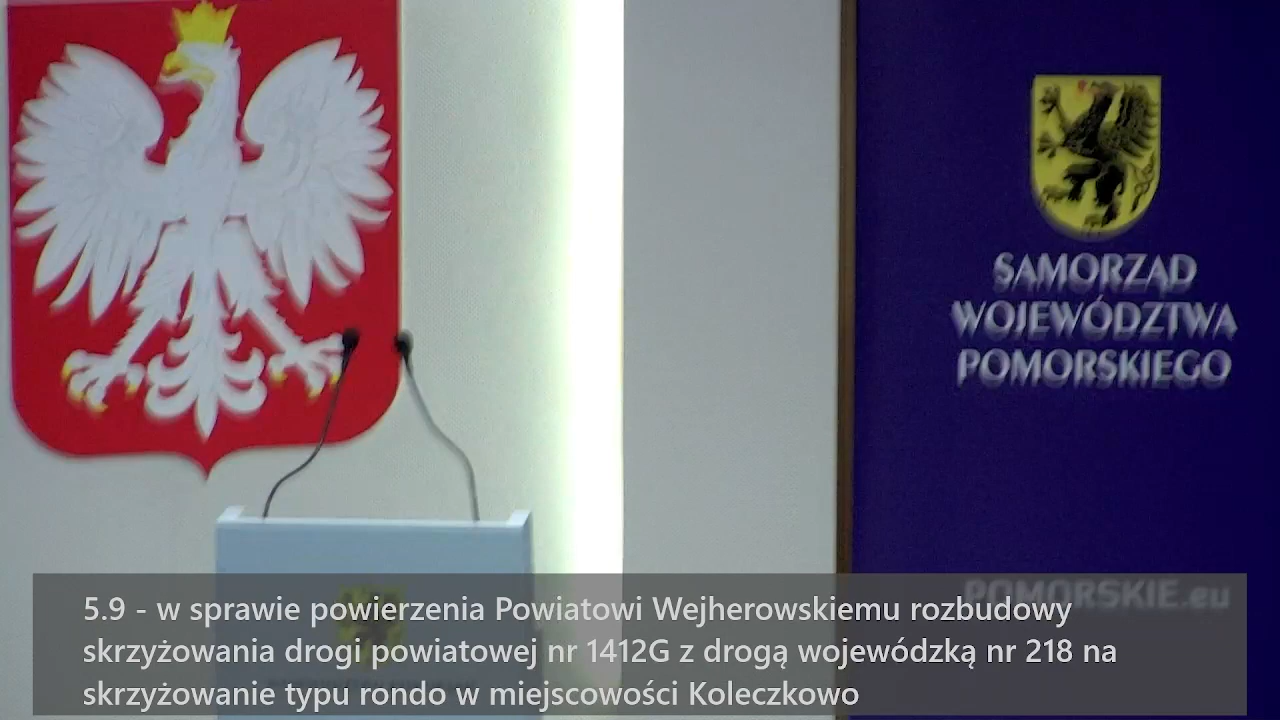 SAMORZĄD
WOJEWÓDZTWA
POMORSKIEGO
POMORSKIE.eu
5.9 - w sprawie powierzenia Powiatowi Wejherowskiemu rozbudowy
skrzyżowania drogi powiatowej nr 1412G z drogą wojewódzką nr 218 na
skrzyżowanie typu rondo w miejscowości Koleczkowo